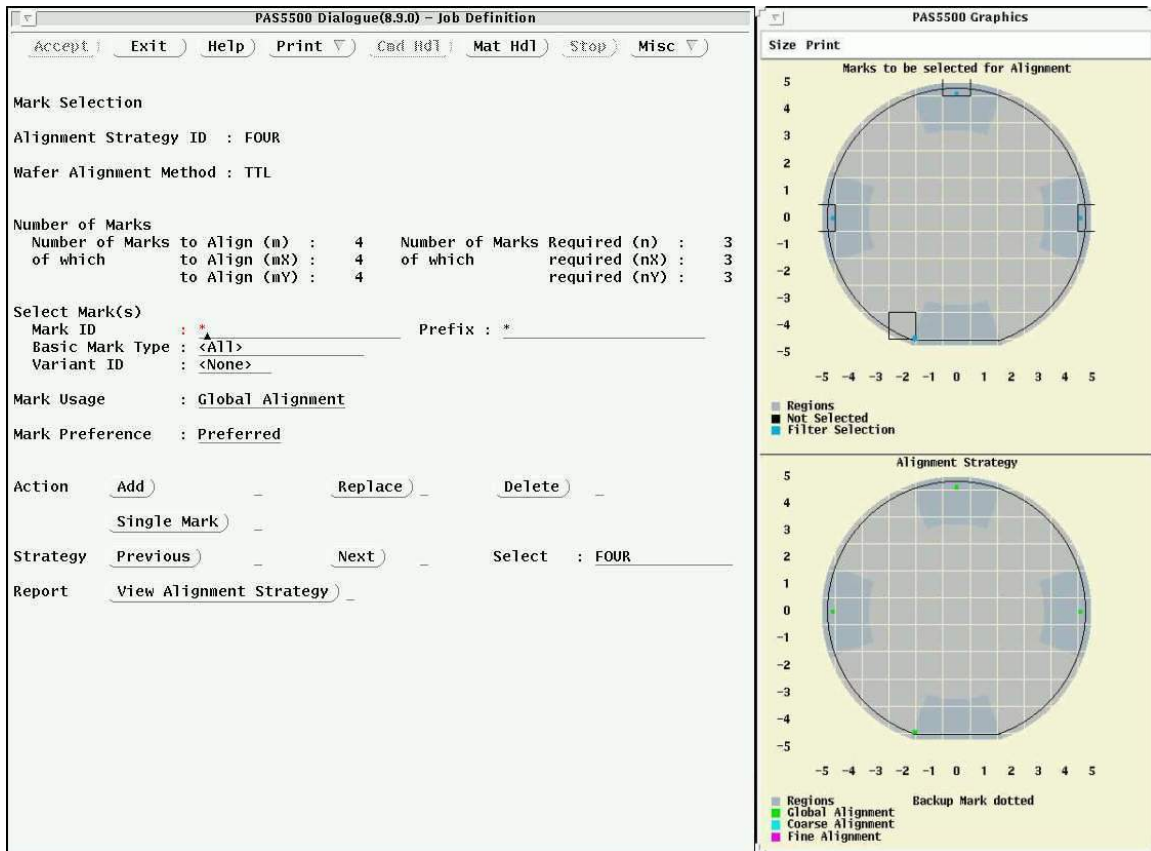 PAS5500 Dialogue(8.9.0) – Job Definition
Accept Exit Help Print Cmd Hdl Mat Hdl Stop Misc
Mark Selection
Alignment Strategy ID : FOUR
Wafer Alignment Method : TTL
Number of Marks
Number of Marks to Align (m) : 4 Number of Marks Required (n) : 3
of which to Align (mX) : 4 of which required (nX) : 3
to Align (mY) : 4 required (nY) : 3
Select Mark(s)
Mark ID : * Prefix : *
Basic Mark Type : <All>
Variant ID : <None>
Mark Usage : Global Alignment
Mark Preference : Preferred
Action Add _ Replace _ Delete _
Single Mark _
Strategy Previous _ Next _ Select : FOUR
Report View Alignment Strategy _
PAS5500 Graphics
Size Print
Marks to be selected for Alignment
5
4
3
2
1
0
-1
-2
-3
-4
-5
-5 -4 -3 -2 -1 0 1 2 3 4 5
Regions
Not Selected
Filter Selection
Alignment Strategy
5
4
3
2
1
0
-1
-2
-3
-4
-5
-5 -4 -3 -2 -1 0 1 2 3 4 5
Regions Backup Mark dotted
Global Alignment
Coarse Alignment
Fine Alignment